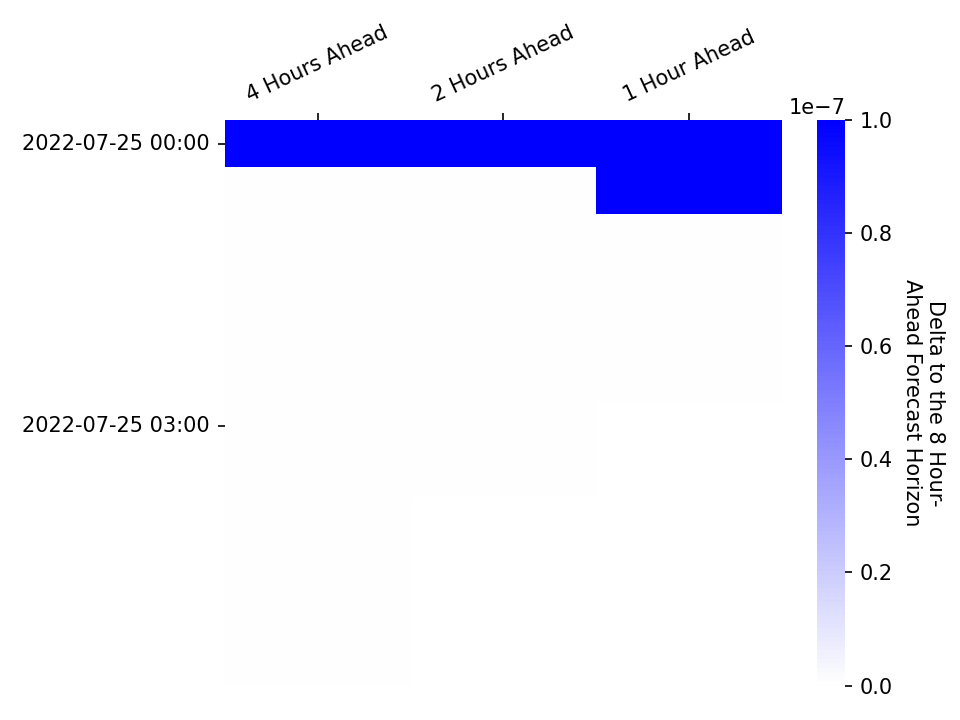 4 Hours Ahead
2 Hours Ahead
1 Hour Ahead
1e−7
2022-07-25 00:00
2022-07-25 03:00
1.0
0.8
0.6
0.4
0.2
0.0
Delta to the 8 Hour-
Ahead Forecast Horizon